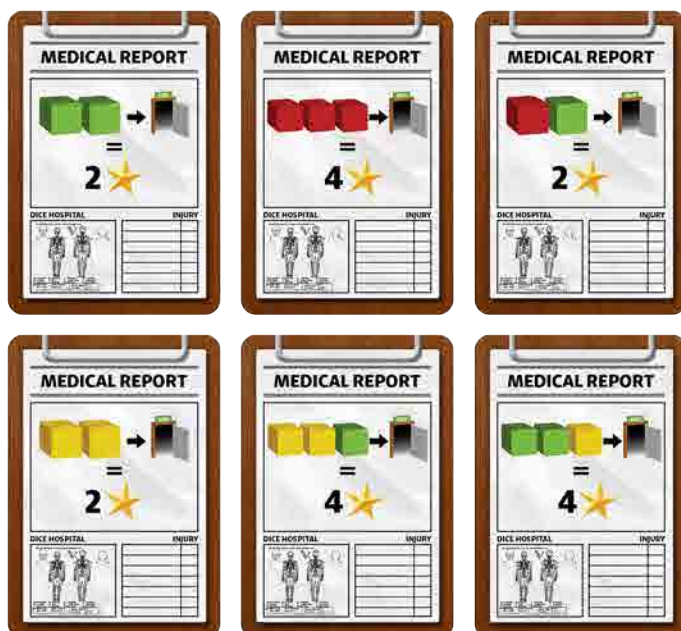 MEDICAL REPORT
=
2
DICE HOSPITAL INJURY
MEDICAL REPORT
=
4
DICE HOSPITAL INJURY
MEDICAL REPORT
=
2
DICE HOSPITAL INJURY
MEDICAL REPORT
=
2
DICE HOSPITAL INJURY
MEDICAL REPORT
=
4
DICE HOSPITAL INJURY
MEDICAL REPORT
=
4
DICE HOSPITAL INJURY